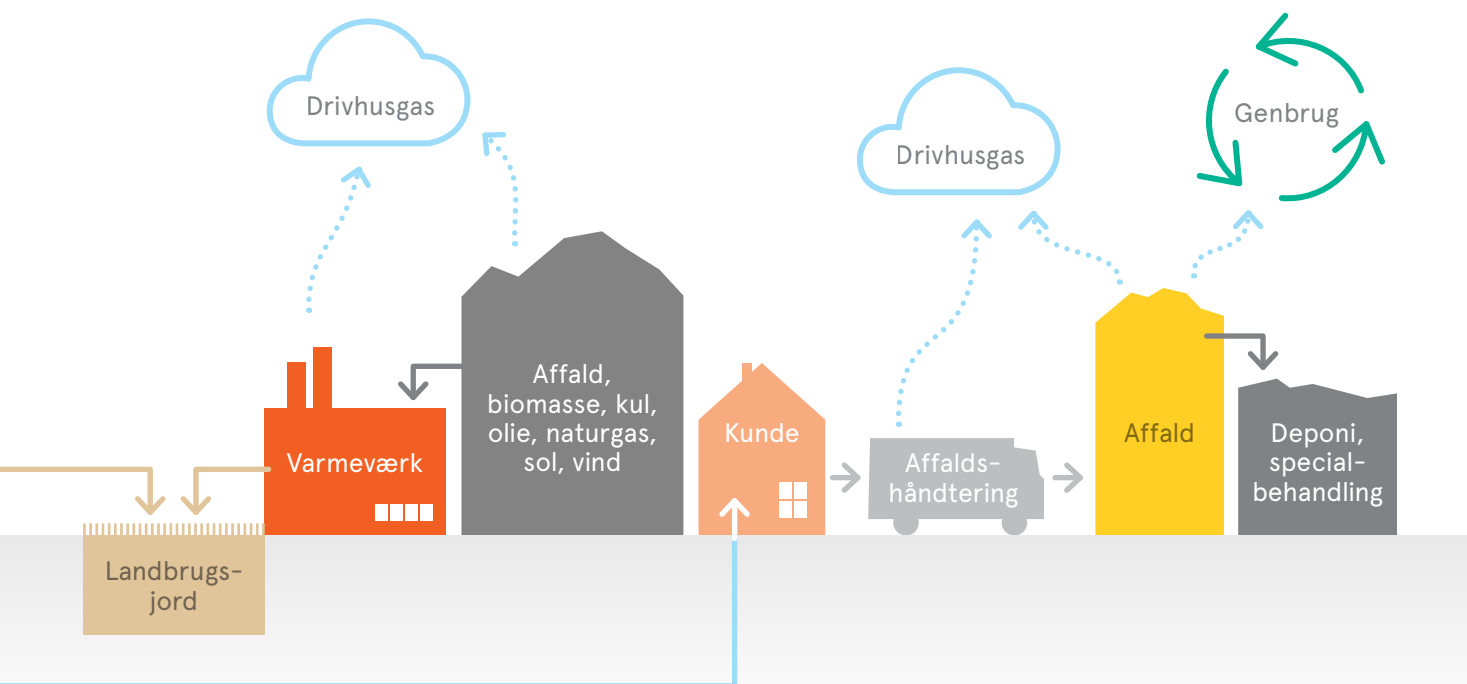 Drivhusgas
Drivhusgas
Genbrug
Varmeværk
Affald,
biomasse, kul,
olie, naturgas,
sol, vind
Kunde
Affalds-
håndtering
Affald
Deponi,
special-
behandling
Landbrugs-
jord